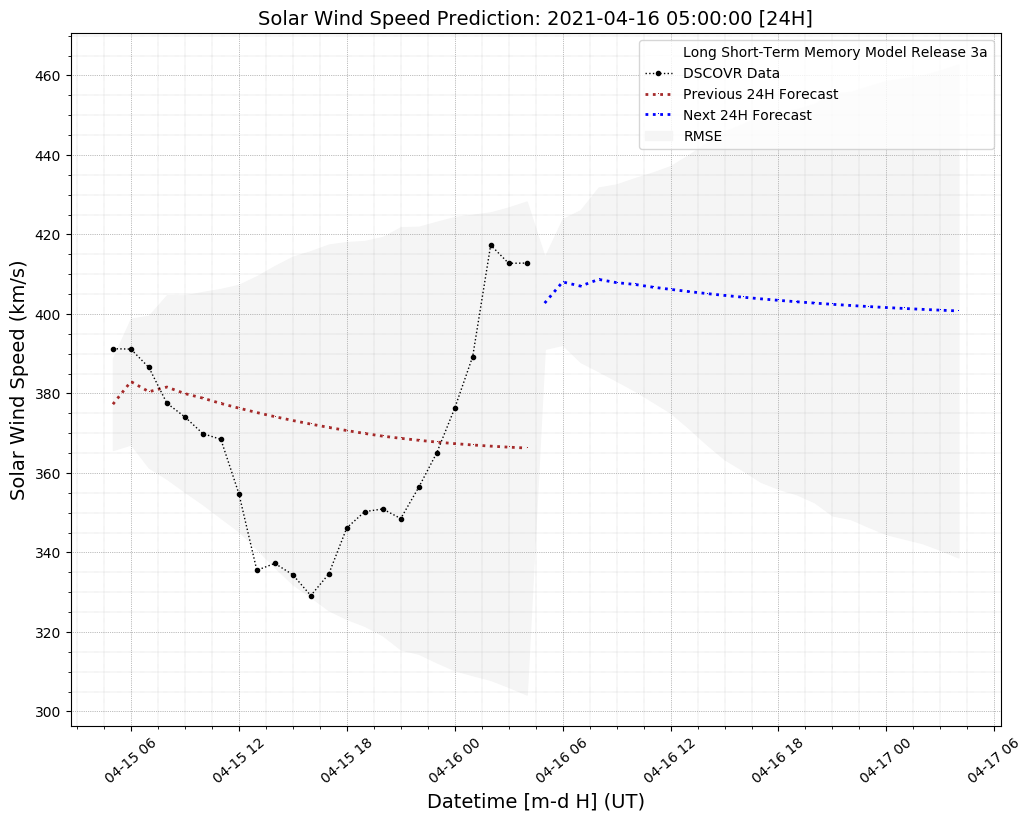 Solar Wind Speed Prediction: 2021-04-16 05:00:00 [24H]
Long Short-Term Memory Model Release 3a
DSCOVR Data
Previous 24H Forecast
Next 24H Forecast
RMSE
Solar Wind Speed (km/s)
460
440
420
400
380
360
340
320
300
04-15 06
04-15 12
04-15 18
04-16 00
04-16 06
04-16 12
04-16 18
04-17 00
04-17 06
Datetime [m-d H] (UT)